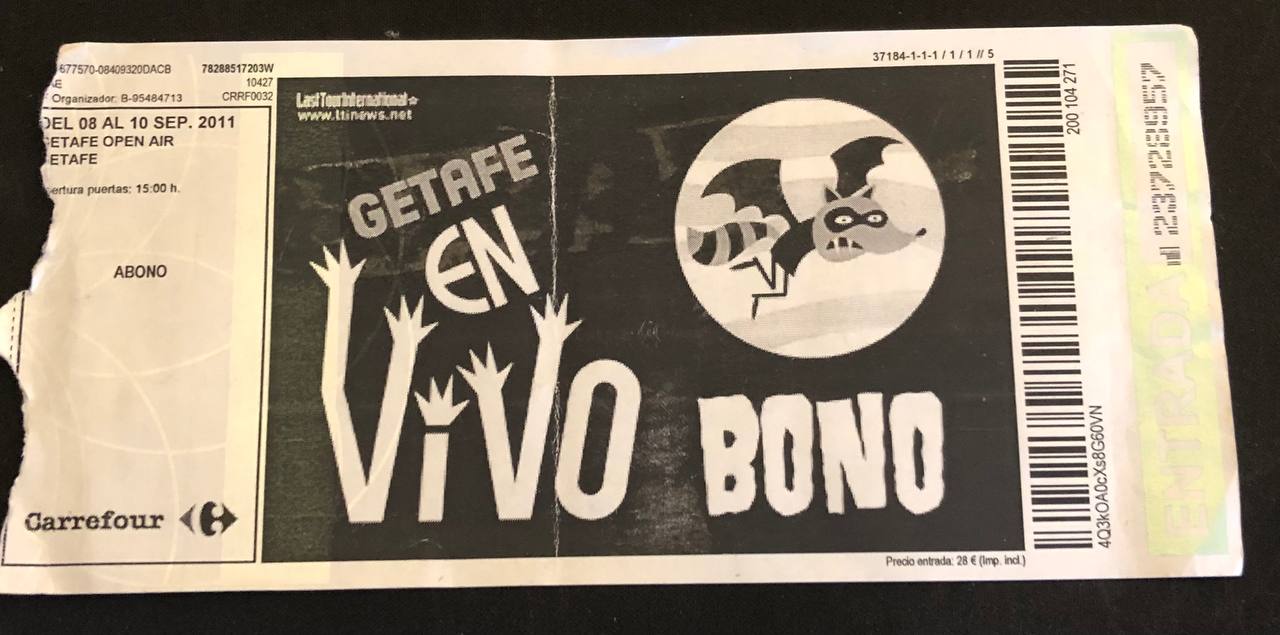 677570-08409320DACB 78288517203W
Æ 10427
Organizador: B-95484713 CRRF0032
DEL 08 AL 10 SEP. 2011
ETAFE OPEN AIR
ETAFE
ertura puertas: 15:00 h.
ABONO
Carrefour
37184-1-1-1 / 1 / 1 // 5
LastTourInternational
www.ltinews.net
GETAFE
EN
ViVO
BONO
Precio entrada: 28 € (Imp. incl.)
200 104 271
4Q3kOA0cXs8G60VN
ENTRADA
237728957